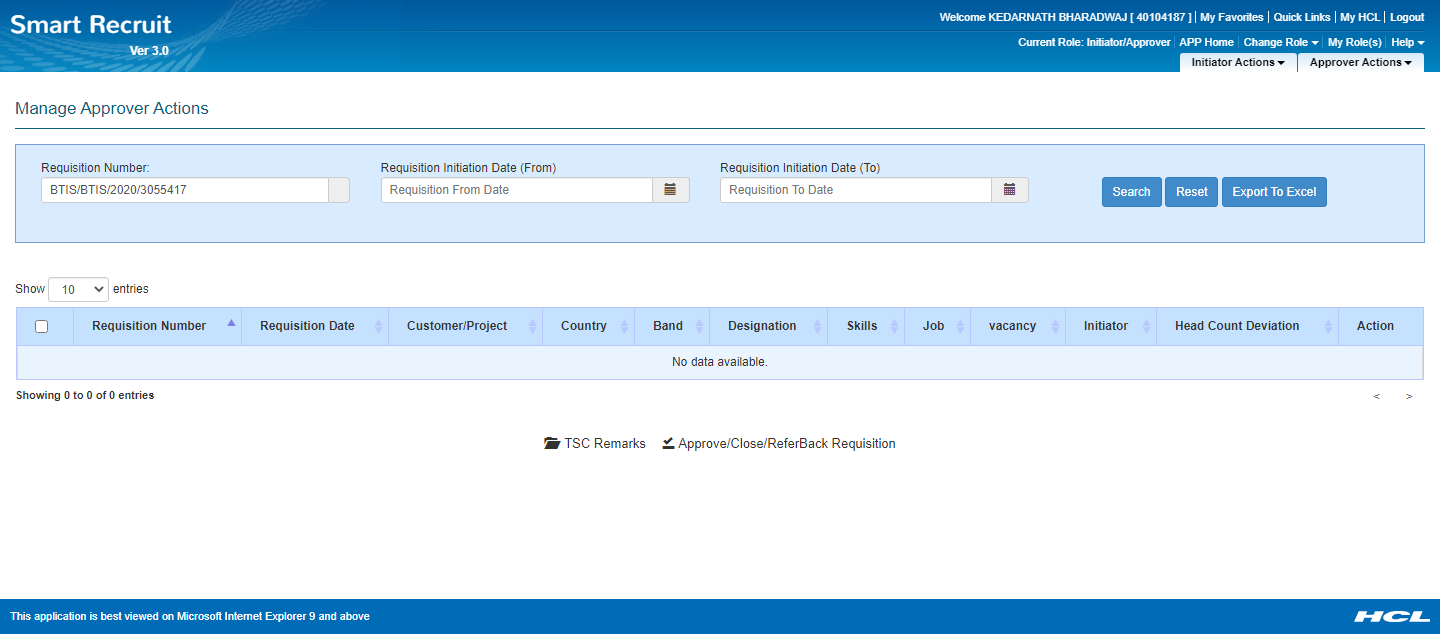 Smart Recruit
Ver 3.0
Welcome KEDARNATH BHARADWAJ [ 40104187 ] | My Favorites | Quick Links | My HCL | Logout
Current Role: Initiator/Approver | APP Home | Change Role | My Role(s) | Help
Initiator Actions | Approver Actions
Manage Approver Actions
Requisition Number: Requisition Initiation Date (From) Requisition Initiation Date (To)
BTIS/BTIS/2020/3055417 Requisition From Date Requisition To Date Search Reset Export To Excel
Show 10 entries
Requisition Number Requisition Date Customer/Project Country Band Designation Skills Job vacancy Initiator Head Count Deviation Action
No data available.
Showing 0 to 0 of 0 entries < >
TSC Remarks Approve/Close/ReferBack Requisition
This application is best viewed on Microsoft Internet Explorer 9 and above HCL